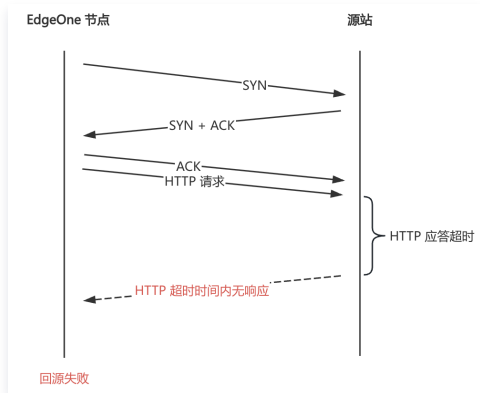 EdgeOne 节点
源站
SYN
SYN + ACK
ACK
HTTP 请求
HTTP 应答超时
HTTP 超时时间内无响应
回源失败